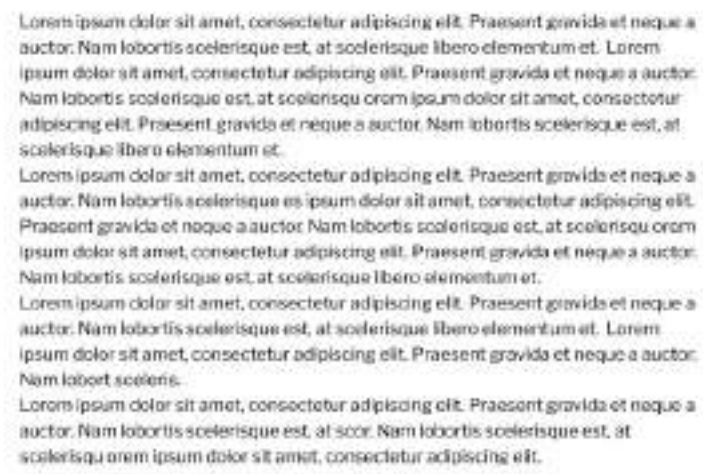 Lorem ipsum dolor sit amet, consectetur adipiscing elit. Praesent gravida et neque a
auctor. Nam lobortis scelerisque est, at scelerisque libero elementum et. Lorem
ipsum dolor sit amet, consectetur adipiscing elit. Praesent gravida et neque a auctor.
Nam lobortis scelerisque est, at scelerisqu orem ipsum dolor sit amet, consectetur
adipiscing elit. Praesent gravida et neque a auctor. Nam lobortis scelerisque est, at
scelerisque libero elementum et.
Lorem ipsum dolor sit amet, consectetur adipiscing elit. Praesent gravida et neque a
auctor. Nam lobortis scelerisque es ipsum dolor sit amet, consectetur adipiscing elit.
Praesent gravida et neque a auctor. Nam lobortis scelerisque est, at scelerisqu orem
ipsum dolor sit amet, consectetur adipiscing elit. Praesent gravida et neque a auctor.
Nam lobortis scelerisque est, at scelerisque libero elementum et.
Lorem ipsum dolor sit amet, consectetur adipiscing elit. Praesent gravida et neque a
auctor. Nam lobortis scelerisque est, at scelerisque libero elementum et. Lorem
ipsum dolor sit amet, consectetur adipiscing elit. Praesent gravida et neque a auctor.
Nam lobort sceleris.
Lorem ipsum dolor sit amet, consectetur adipiscing elit. Praesent gravida et neque a
auctor. Nam lobortis scelerisque est, at scor. Nam lobortis scelerisque est, at
scelerisqu orem ipsum dolor sit amet, consectetur adipiscing elit.